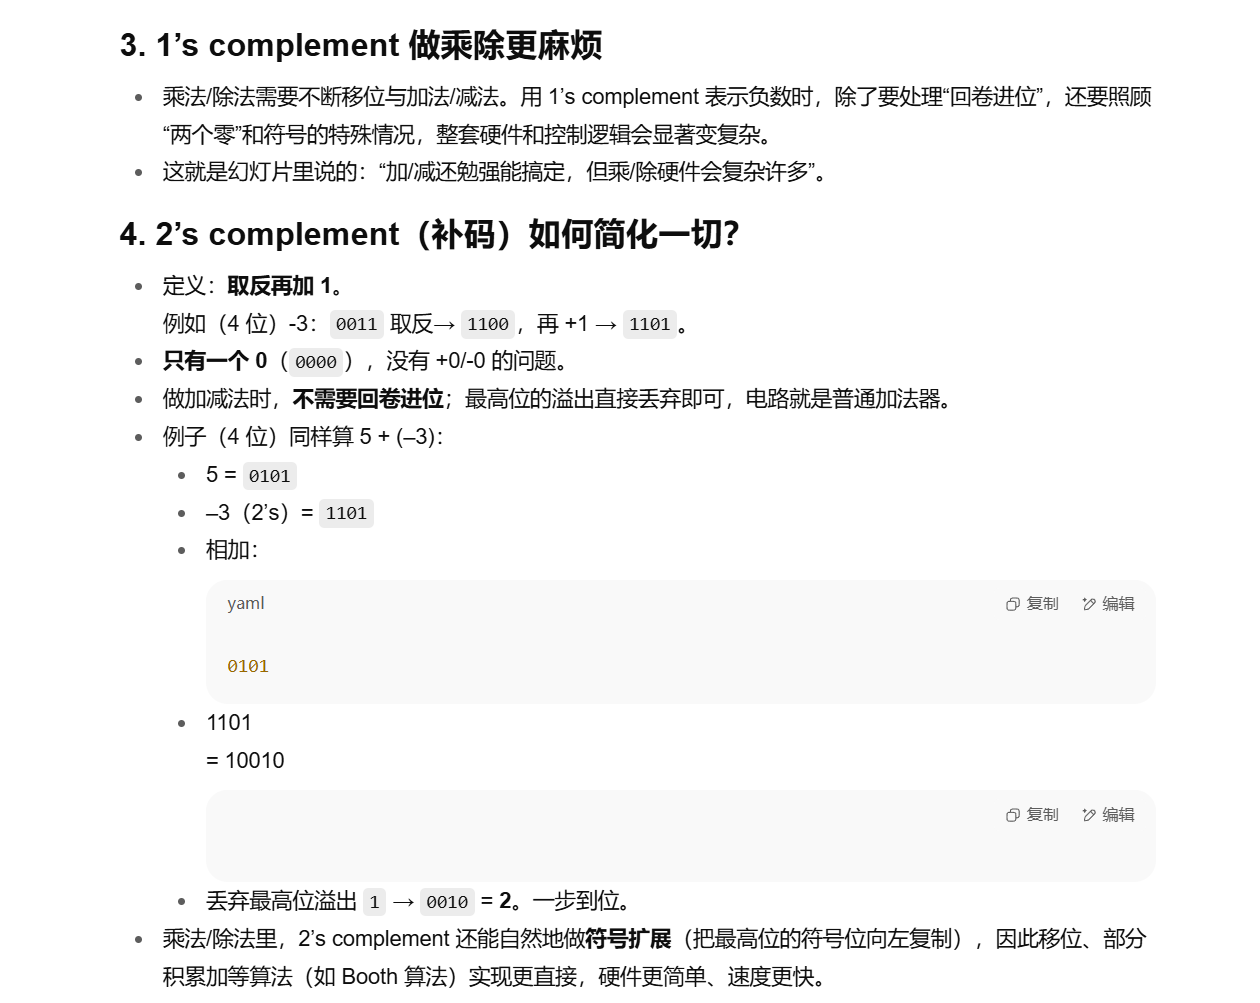 3. 1’s complement 做乘除更麻烦
乘法/除法需要不断移位与加法/减法。用 1’s complement 表示负数时，除了要处理“回卷进位”，还要照顾
“两个零”和符号的特殊情况，整套硬件和控制逻辑会显著变复杂。
这就是幻灯片里说的：“加/减还勉强能搞定，但乘/除硬件会复杂许多”。
4. 2’s complement（补码）如何简化一切？
定义：取反再加 1。
例如（4 位）-3：0011 取反→ 1100，再 +1 → 1101。
只有一个 0（0000），没有 +0/-0 的问题。
做加减法时，不需要回卷进位；最高位的溢出直接丢弃即可，电路就是普通加法器。
例子（4 位）同样算 5 + (–3)：
5 = 0101
–3（2’s）= 1101
相加：
yaml 复制 编辑
0101
1101
= 10010
复制 编辑
丢弃最高位溢出 1 → 0010 = 2。一步到位。
乘法/除法里，2’s complement 还能自然地做符号扩展（把最高位的符号位向左复制），因此移位、部分
积累加等算法（如 Booth 算法）实现更直接，硬件更简单、速度更快。